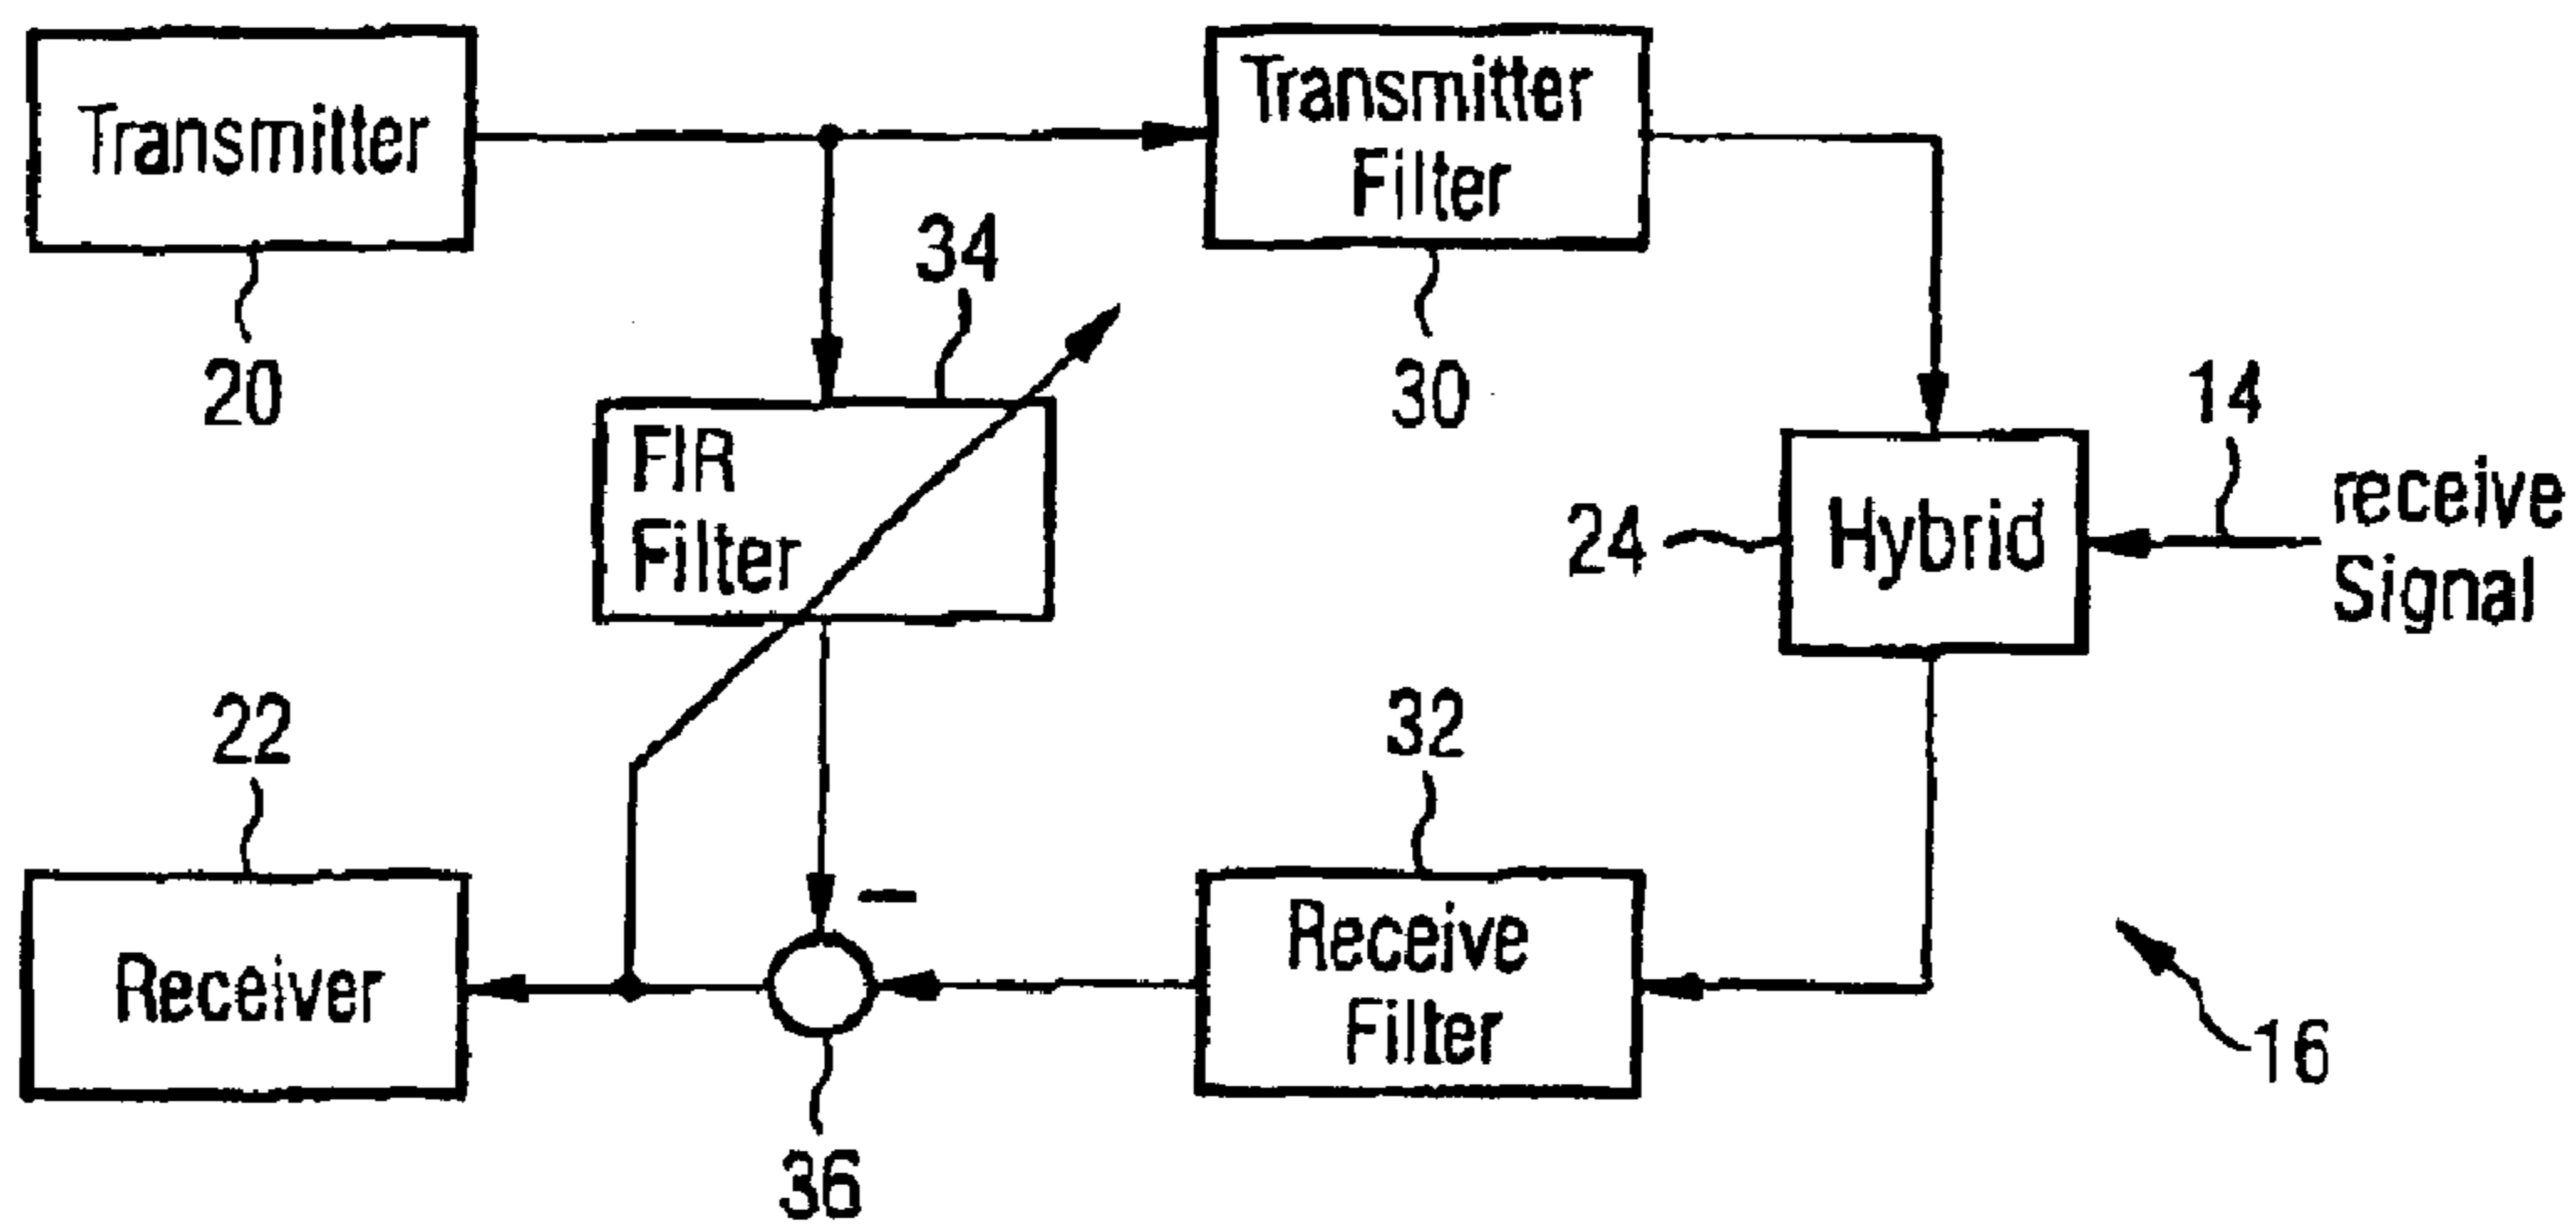 Transmitter
Transmitter
Filter
34
20
30
14
FIR
Filter
24
Hybrid
receive
Signal
22
32
-
Receiver
Receive
Filter
16
36